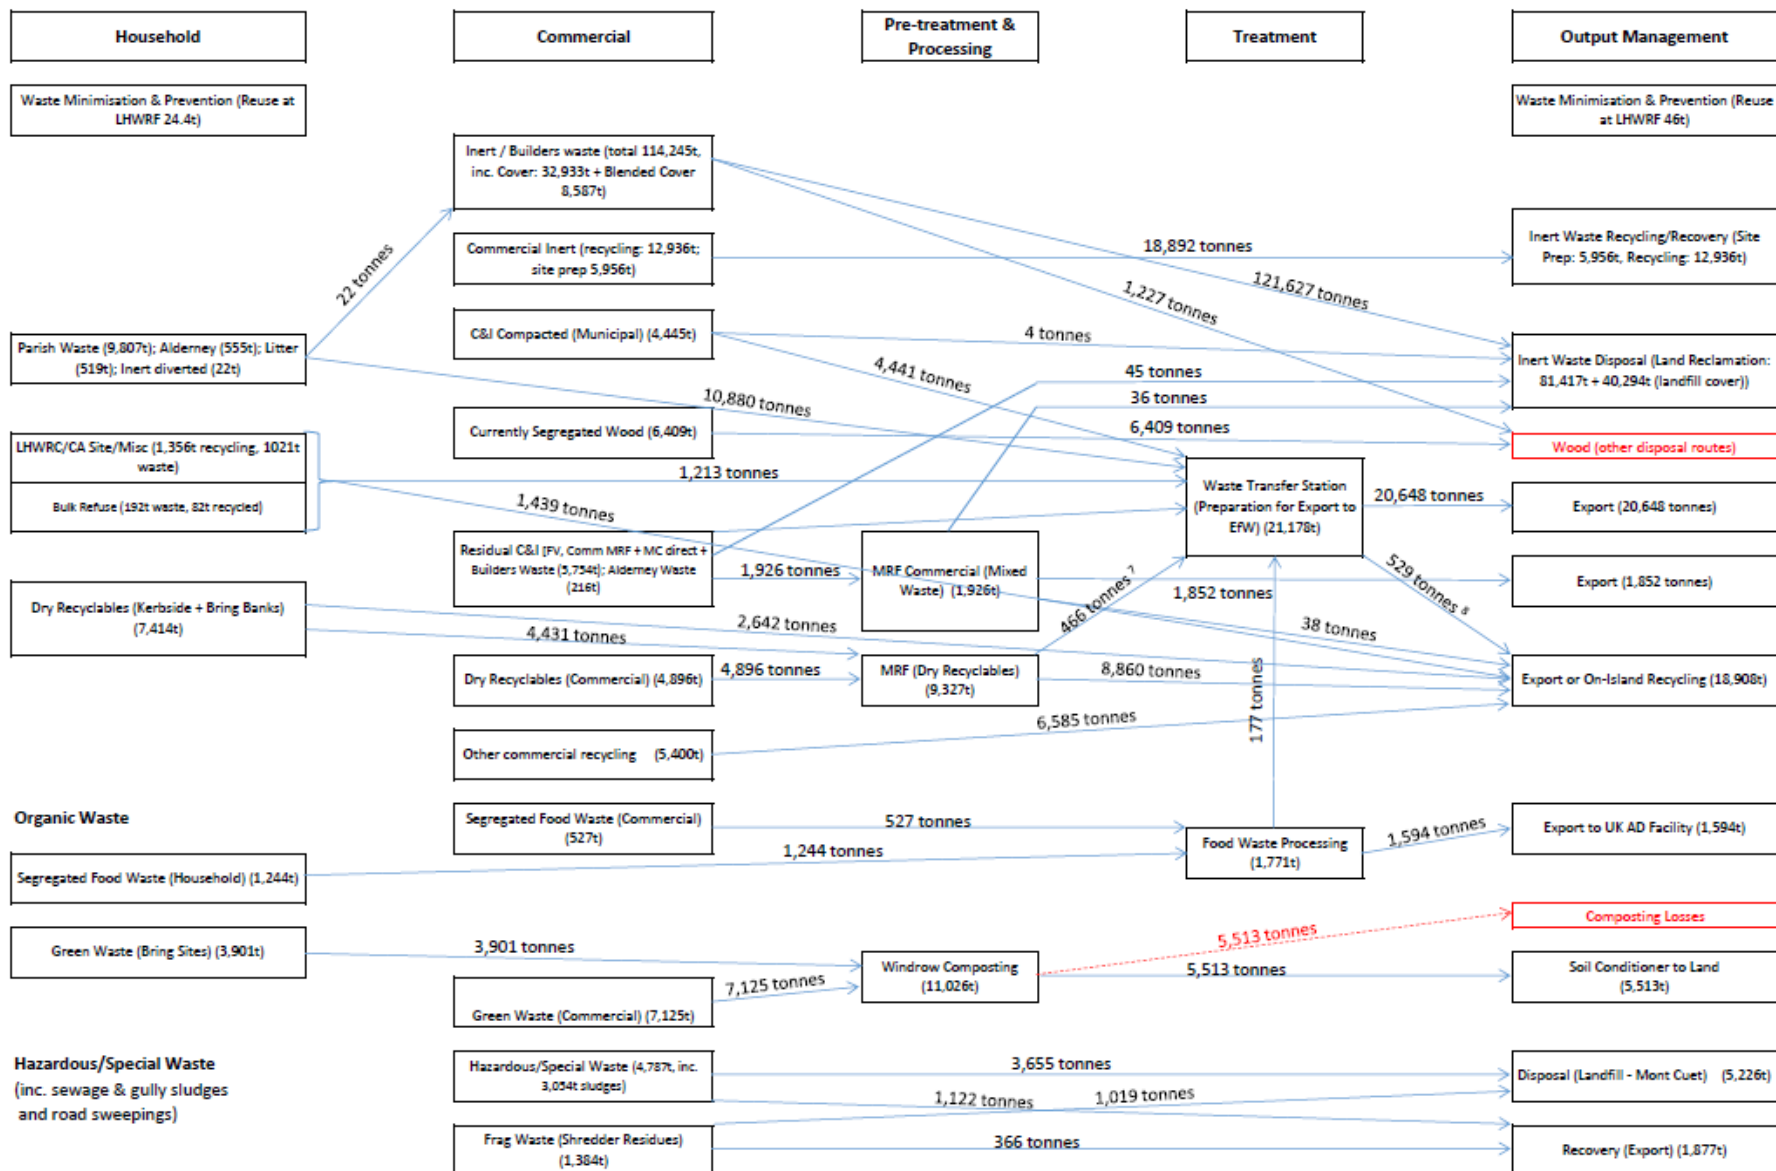 Household
Commercial
Pre-treatment &
Processing
Treatment
Output Management
Waste Minimisation & Prevention (Reuse at
LHWRF 24.4t)
Waste Minimisation & Prevention (Reuse
at LHWRF 46t)
Inert / Builders waste (total 114,245t,
inc. Cover: 32,933t + Blended Cover
8,587t)
22 tonnes
Commercial Inert (recycling: 12,936t;
site prep 5,956t)
18,892 tonnes
Inert Waste Recycling/Recovery (Site
Prep: 5,956t, Recycling: 12,936t)
121,627 tonnes
1,227 tonnes
Parish Waste (9,807t); Alderney (555t); Litter
(519t); Inert diverted (22t)
C&I Compacted (Municipal) (4,445t)
4 tonnes
4,441 tonnes
45 tonnes
36 tonnes
Inert Waste Disposal (Land Reclamation:
81,417t + 40,294t (landfill cover))
10,880 tonnes
Currently Segregated Wood (6,409t)
6,409 tonnes
Wood (other disposal routes)
LHWRC/CA Site/Misc (1,356t recycling, 1021t
waste)
Bulk Refuse (192t waste, 82t recycled)
1,213 tonnes
1,439 tonnes
Waste Transfer Station
(Preparation for Export to
EfW) (21,178t)
20,648 tonnes
Export (20,648 tonnes)
Residual C&I [FV, Comm MRF + MC direct +
Builders Waste (3,754t); Alderney Waste
(216t)
1,926 tonnes
MRF Commercial (Mixed
Waste) (1,926t)
1,852 tonnes
Export (1,852 tonnes)
466 tonnes 7
529 tonnes 8
Dry Recyclables (Kerbside + Bring Banks)
(7,414t)
2,642 tonnes
4,431 tonnes
38 tonnes
Dry Recyclables (Commercial) (4,896t)
4,896 tonnes
MRF (Dry Recyclables)
(9,327t)
8,860 tonnes
Export or On-Island Recycling (18,908t)
Other commercial recycling (5,400t)
6,585 tonnes
177 tonnes
Organic Waste
Segregated Food Waste (Commercial)
(527t)
527 tonnes
Food Waste Processing
(1,771t)
1,594 tonnes
Export to UK AD Facility (1,594t)
Segregated Food Waste (Household) (1,244t)
1,244 tonnes
Composting Losses
Green Waste (Bring Sites) (3,901t)
3,901 tonnes
Windrow Composting
(11,026t)
5,513 tonnes
5,513 tonnes
Soil Conditioner to Land
(5,513t)
Green Waste (Commercial) (7,125t)
7,125 tonnes
Hazardous/Special Waste
(inc. sewage & gully sludges
and road sweepings)
Hazardous/Special Waste (4,787t, inc.
3,054t sludges)
3,655 tonnes
Disposal (Landfill - Mont Cuet) (5,226t)
1,122 tonnes
1,019 tonnes
Frag Waste (Shredder Residues)
(1,384t)
366 tonnes
Recovery (Export) (1,877t)